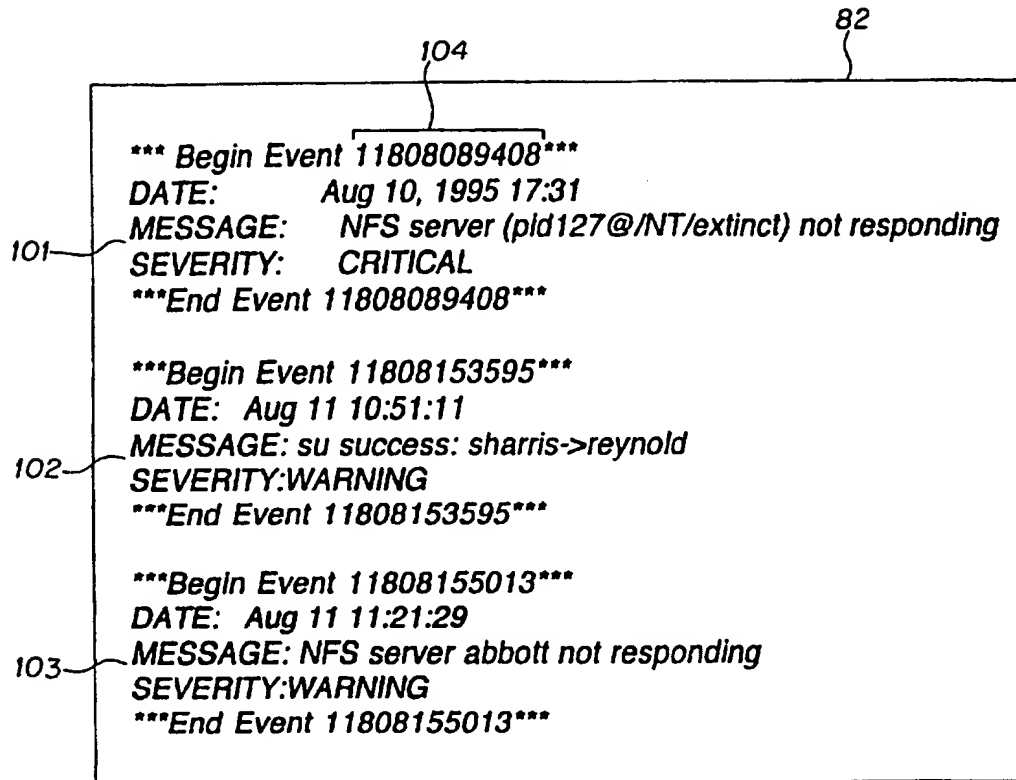 82
104
*** Begin Event 11808089408***
DATE: Aug 10, 1995 17:31
101
MESSAGE: NFS server (pid127@/NT/extinct) not responding
SEVERITY: CRITICAL
***End Event 11808089408***
***Begin Event 11808153595***
DATE: Aug 11 10:51:11
102
MESSAGE: su success: sharris->reynold
SEVERITY:WARNING
***End Event 11808153595***
***Begin Event 11808155013***
DATE: Aug 11 11:21:29
103
MESSAGE: NFS server abbott not responding
SEVERITY:WARNING
***End Event 11808155013***